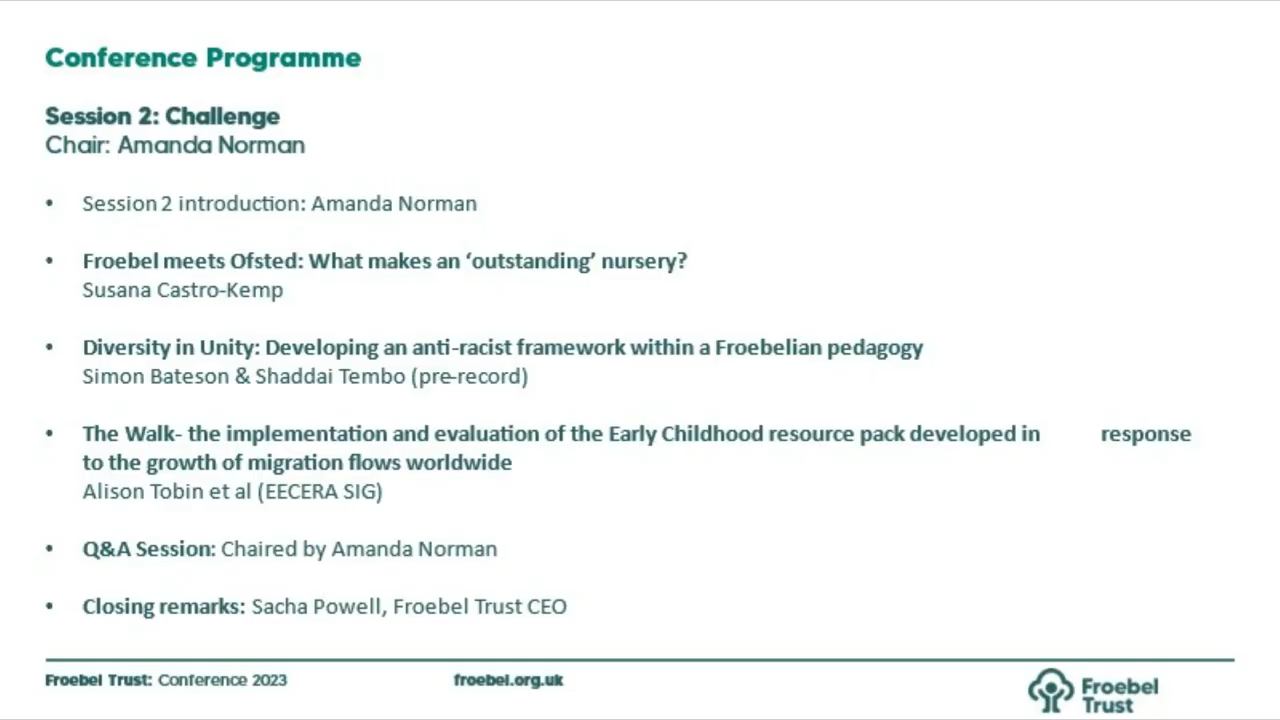 Conference Programme
Session 2: Challenge
Chair: Amanda Norman
• Session 2 introduction: Amanda Norman
• Froebel meets Ofsted: What makes an ‘outstanding’ nursery?
Susana Castro-Kemp
• Diversity in Unity: Developing an anti-racist framework within a Froebelian pedagogy
Simon Bateson & Shaddai Tembo (pre-record)
• The Walk- the implementation and evaluation of the Early Childhood resource pack developed in response
to the growth of migration flows worldwide
Alison Tobin et al (EECERA SIG)
• Q&A Session: Chaired by Amanda Norman
• Closing remarks: Sacha Powell, Froebel Trust CEO
Froebel Trust: Conference 2023
froebel.org.uk
Froebel
Trust